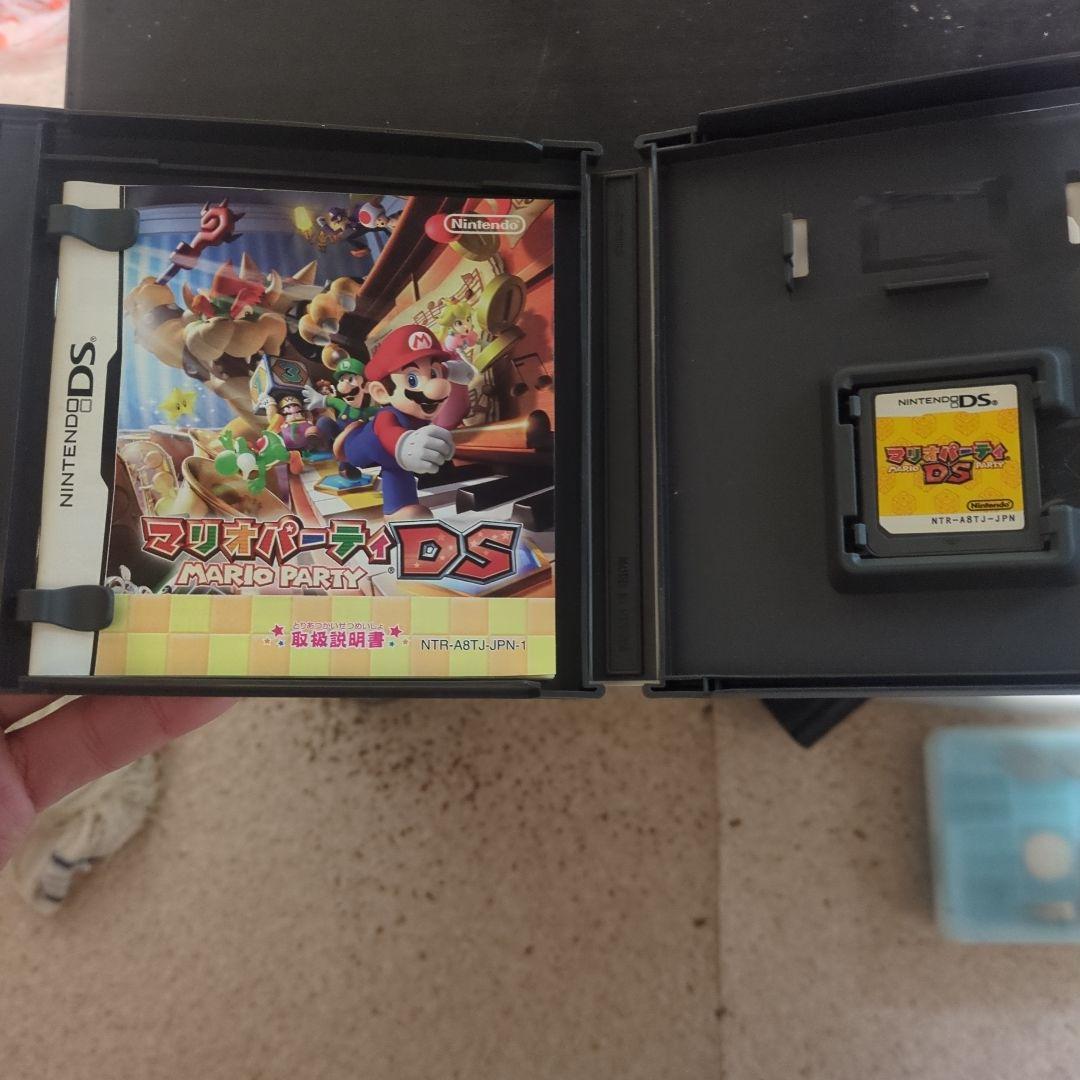 NINTENDO DS®
Nintendo
マリオパーティDS
MARIO PARTY®
とりあつかいせつめいしょ
取扱説明書
NTR-A8TJ-JPN-1
NINTENDO DS®
マリオパーティ
MARIO DS PARTY
Nintendo
NTR-A8TJ-JPN